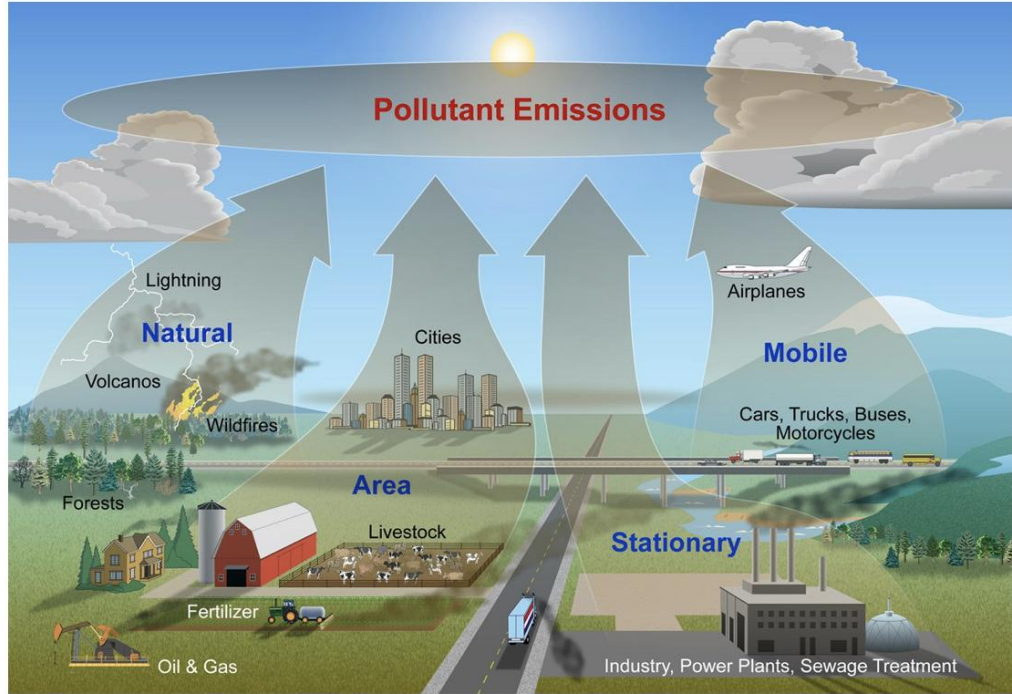 Pollutant Emissions
Lightning
Natural
Volcanos
Wildfires
Forests
Cities
Area
Livestock
Fertilizer
Oil & Gas
Airplanes
Mobile
Cars, Trucks, Buses,
Motorcycles
Stationary
Industry, Power Plants, Sewage Treatment